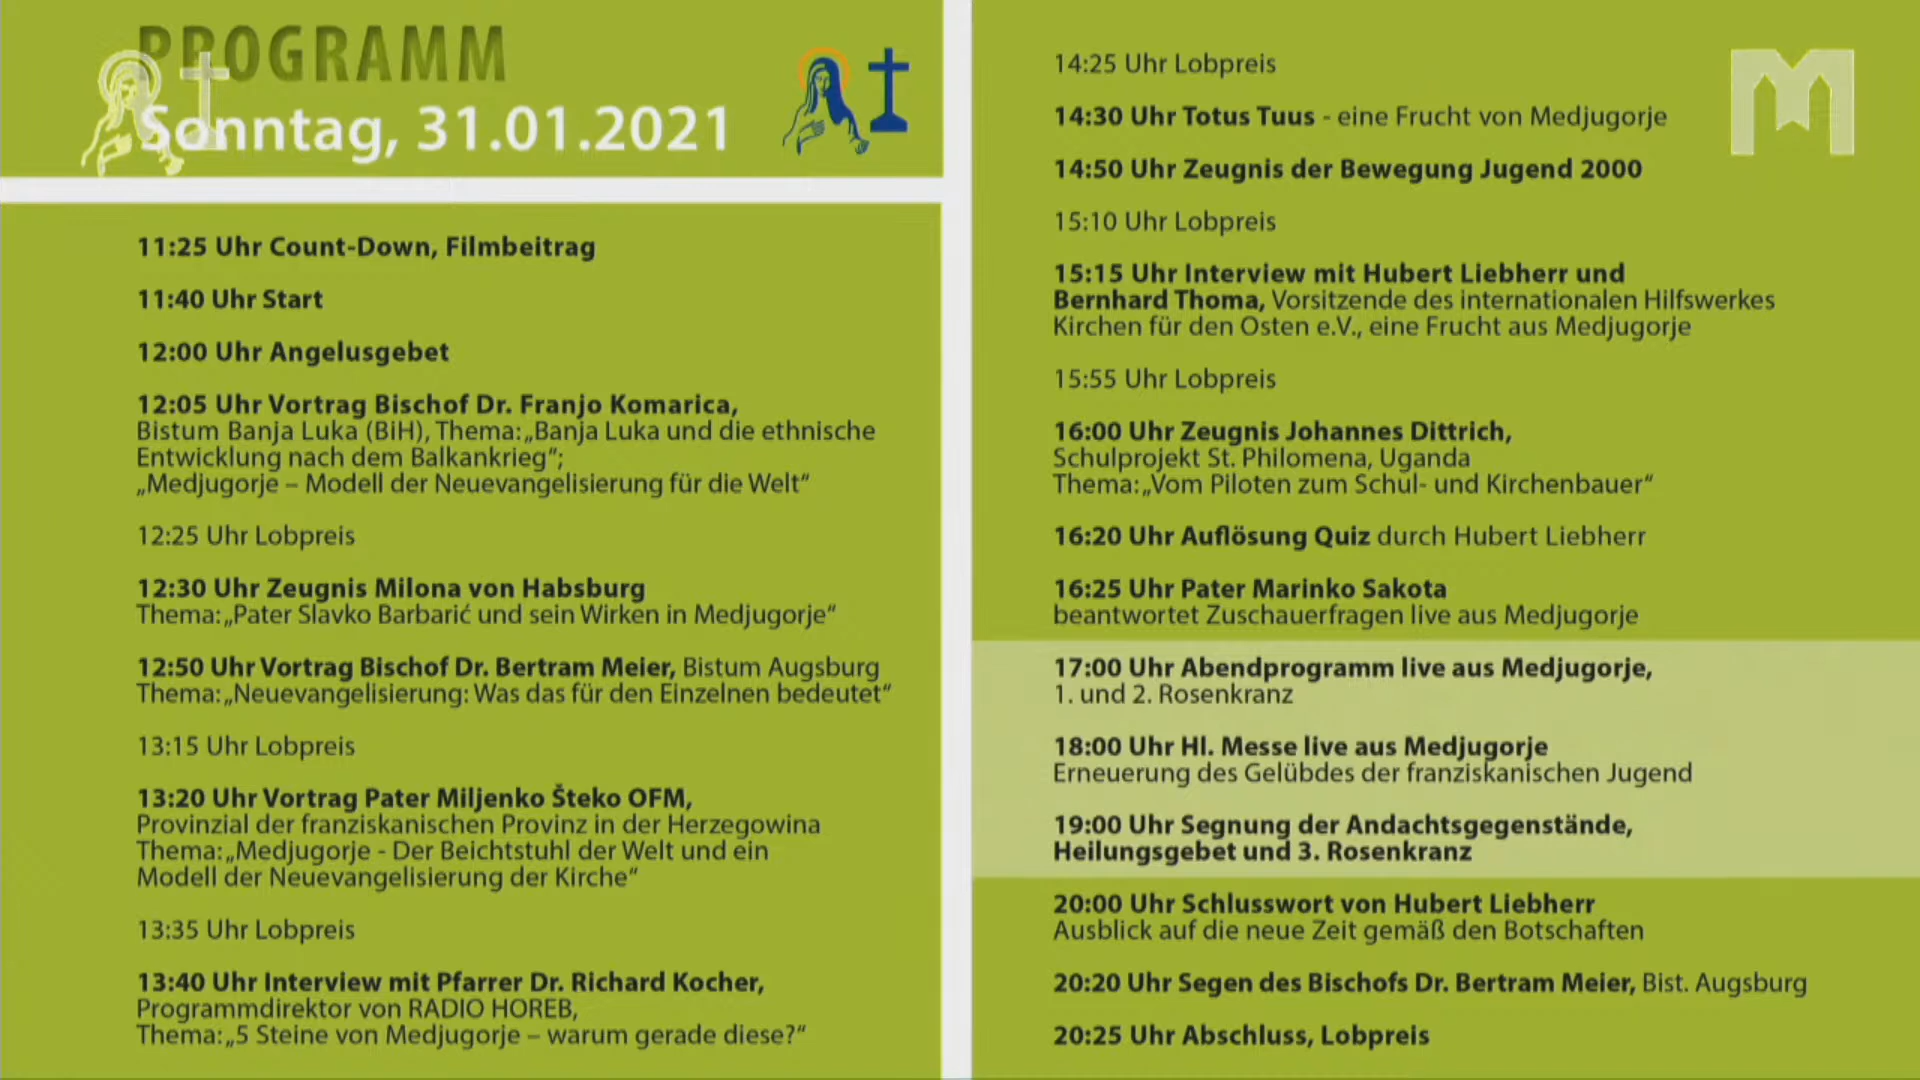 PROGRAMM
Sonntag, 31.01.2021
11:25 Uhr Count-Down, Filmbeitrag
11:40 Uhr Start
12:00 Uhr Angelusgebet
12:05 Uhr Vortrag Bischof Dr. Franjo Komarica,
Bistum Banja Luka (BiH), Thema: „Banja Luka und die ethnische
Entwicklung nach dem Balkankrieg“;
„Medjugorje – Modell der Neuevangelisierung für die Welt“
12:25 Uhr Lobpreis
12:30 Uhr Zeugnis Milona von Habsburg
Thema: „Pater Slavko Barbarić und sein Wirken in Medjugorje“
12:50 Uhr Vortrag Bischof Dr. Bertram Meier, Bistum Augsburg
Thema: „Neuevangelisierung: Was das für den Einzelnen bedeutet“
13:15 Uhr Lobpreis
13:20 Uhr Vortrag Pater Miljenko Šteko OFM,
Provinzial der franziskanischen Provinz in der Herzegowina
Thema: „Medjugorje - Der Beichtstuhl der Welt und ein
Modell der Neuevangelisierung der Kirche“
13:35 Uhr Lobpreis
13:40 Uhr Interview mit Pfarrer Dr. Richard Kocher,
Programmdirektor von RADIO HOREB,
Thema: „5 Steine von Medjugorje – warum gerade diese?“
14:25 Uhr Lobpreis
14:30 Uhr Totus Tuus - eine Frucht von Medjugorje
14:50 Uhr Zeugnis der Bewegung Jugend 2000
15:10 Uhr Lobpreis
15:15 Uhr Interview mit Hubert Liebherr und
Bernhard Thoma, Vorsitzende des internationalen Hilfswerkes
Kirchen für den Osten e.V., eine Frucht aus Medjugorje
15:55 Uhr Lobpreis
16:00 Uhr Zeugnis Johannes Dittrich,
Schulprojekt St. Philomena, Uganda
Thema: „Vom Piloten zum Schul- und Kirchenbauer“
16:20 Uhr Auflösung Quiz durch Hubert Liebherr
16:25 Uhr Pater Marinko Sakota
beantwortet Zuschauerfragen live aus Medjugorje
17:00 Uhr Abendprogramm live aus Medjugorje,
1. und 2. Rosenkranz
18:00 Uhr Hl. Messe live aus Medjugorje
Erneuerung des Gelübdes der franziskanischen Jugend
19:00 Uhr Segnung der Andachtsgegenstände,
Heilungsgebet und 3. Rosenkranz
20:00 Uhr Schlusswort von Hubert Liebherr
Ausblick auf die neue Zeit gemäß den Botschaften
20:20 Uhr Segen des Bischofs Dr. Bertram Meier, Bist. Augsburg
20:25 Uhr Abschluss, Lobpreis